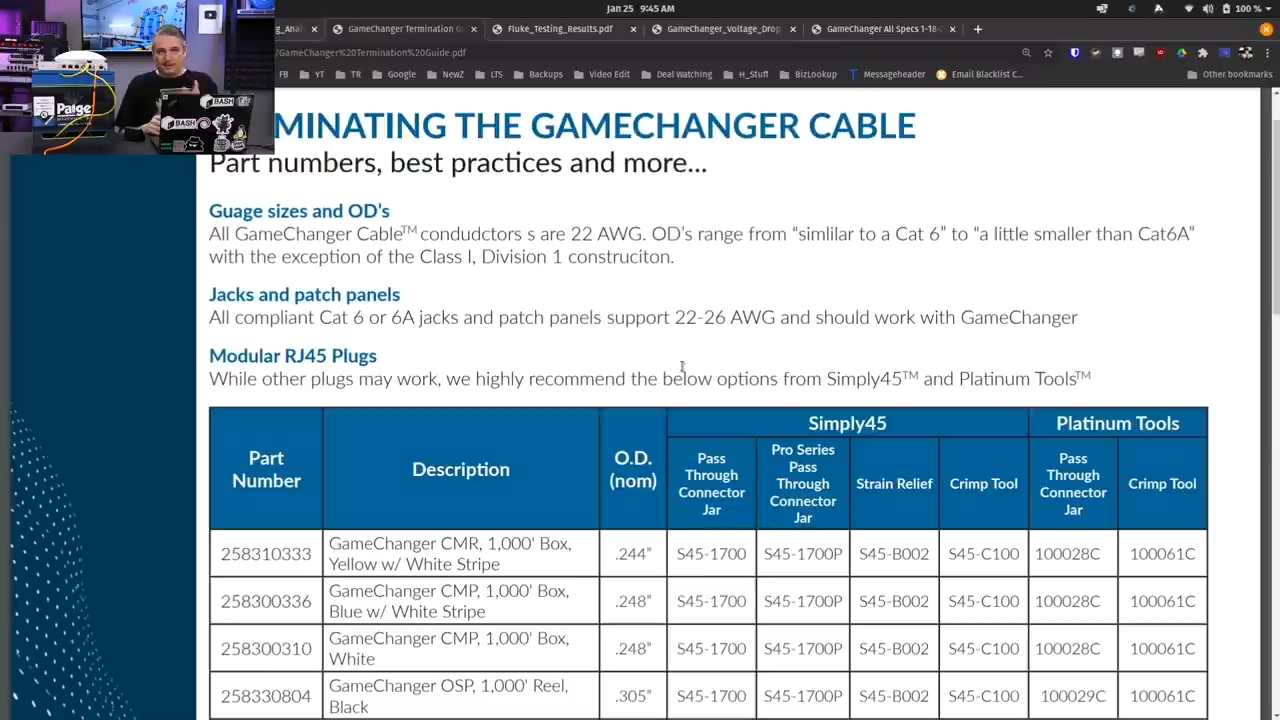 Jan 25 9:45 AM
100 %
g_Anal
GameChanger Termination G
Fluke_Testing_Results.pdf
GameChanger_Voltage_Drop
GameChanger All Specs 1-18-
/GameChanger%20Termination%20Guide.pdf
FB
YT
TR
Google
NewZ
LTS
Backups
Video Edit
Deal Watching
H_Stuff
BizLookup
MessageHeader
Email Blacklist C...
Other bookmarks
Paige
BASH
BASH
MINATING THE GAMECHANGER CABLE
Part numbers, best practices and more...
Guage sizes and OD’s
All GameChanger Cable™ condudctors s are 22 AWG. OD’s range from “simlilar to a Cat 6” to “a little smaller than Cat6A”
with the exception of the Class I, Division 1 construciton.
Jacks and patch panels
All compliant Cat 6 or 6A jacks and patch panels support 22-26 AWG and should work with GameChanger
Modular RJ45 Plugs
While other plugs may work, we highly recommend the below options from Simply45™ and Platinum Tools™
Part
Number
Description
O.D.
(nom)
Simply45
Platinum Tools
Pass
Through
Connector
Jar
Pro Series
Pass
Through
Connector
Jar
Strain Relief
Crimp Tool
Pass
Through
Connector
Jar
Crimp Tool
258310333
GameChanger CMR, 1,000' Box,
Yellow w/ White Stripe
.244”
S45-1700
S45-1700P
S45-B002
S45-C100
100028C
100061C
258300336
GameChanger CMP, 1,000' Box,
Blue w/ White Stripe
.248”
S45-1700
S45-1700P
S45-B002
S45-C100
100028C
100061C
258300310
GameChanger CMP, 1,000' Box,
White
.248”
S45-1700
S45-1700P
S45-B002
S45-C100
100028C
100061C
258330804
GameChanger OSP, 1,000' Reel,
Black
.305”
S45-1700
S45-1700P
S45-B002
S45-C100
100029C
100061C